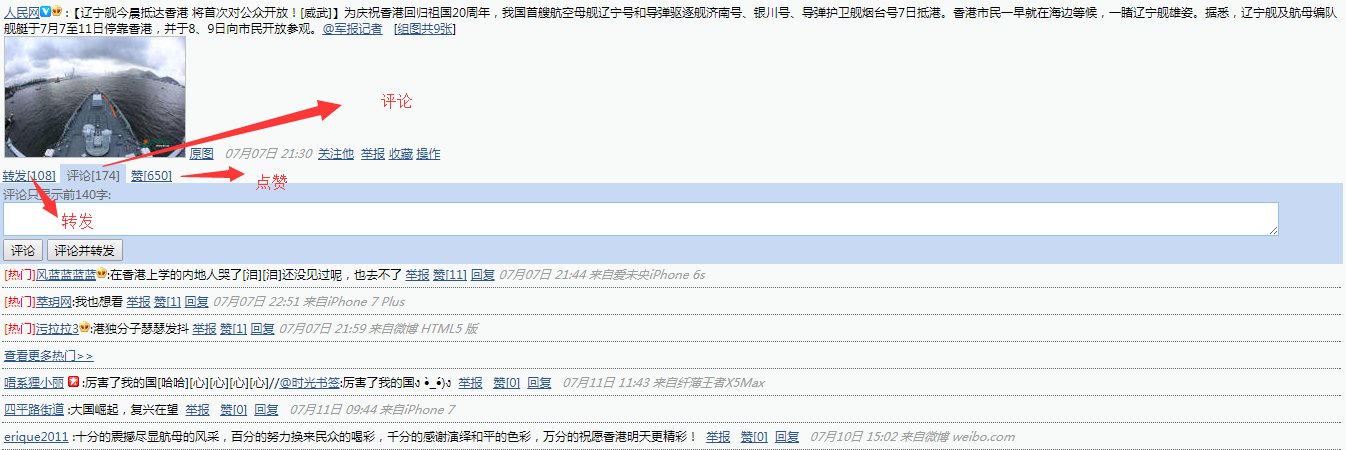 人民网:【辽宁舰今晨抵达香港 将首次对公众开放！[威武]】为庆祝香港回归祖国20周年，我国首艘航空母舰辽宁号和导弹驱逐舰济南号、银川号、导弹护卫舰烟台号7日抵港。香港市民一早就在海边等候，一睹辽宁舰雄姿。据悉，辽宁舰及航母编队
舰艇于7月7至11日停靠香港，并于8、9日向市民开放参观。@军报记者 [组图共9张]
评论
原图 07月07日 21:30 关注他 举报 收藏 操作
转发[108] 评论[174] 赞[650]
点赞
评论只显示前140字:
转发
评论 评论并转发
[热门]风蓝蓝蓝蓝:在香港上学的内地人哭了[泪][泪]还没见过呢，也去不了 举报 赞[11] 回复 07月07日 21:44 来自爱未央iPhone 6s
[热门]萃玥网:我也想看 举报 赞[1] 回复 07月07日 22:51 来自iPhone 7 Plus
[热门]污拉拉3:港独分子瑟瑟发抖 举报 赞[1] 回复 07月07日 21:59 来自微博 HTML5 版
查看更多热门>>
唔系狸小丽 :厉害了我的国[哈哈][心][心][心][心]//@时光书签:厉害了我的国ง •̀_•́)ง 举报 赞[0] 回复 07月11日 11:43 来自纤薄王者X5Max
四平路街道 :大国崛起，复兴在望 举报 赞[0] 回复 07月11日 09:44 来自iPhone 7
erique2011 :十分的震撼尽显航母的风采，百分的努力换来民众的喝彩，千分的感谢演绎和平的色彩，万分的祝愿香港明天更精彩！ 举报 赞[0] 回复 07月10日 15:02 来自微博 weibo.com